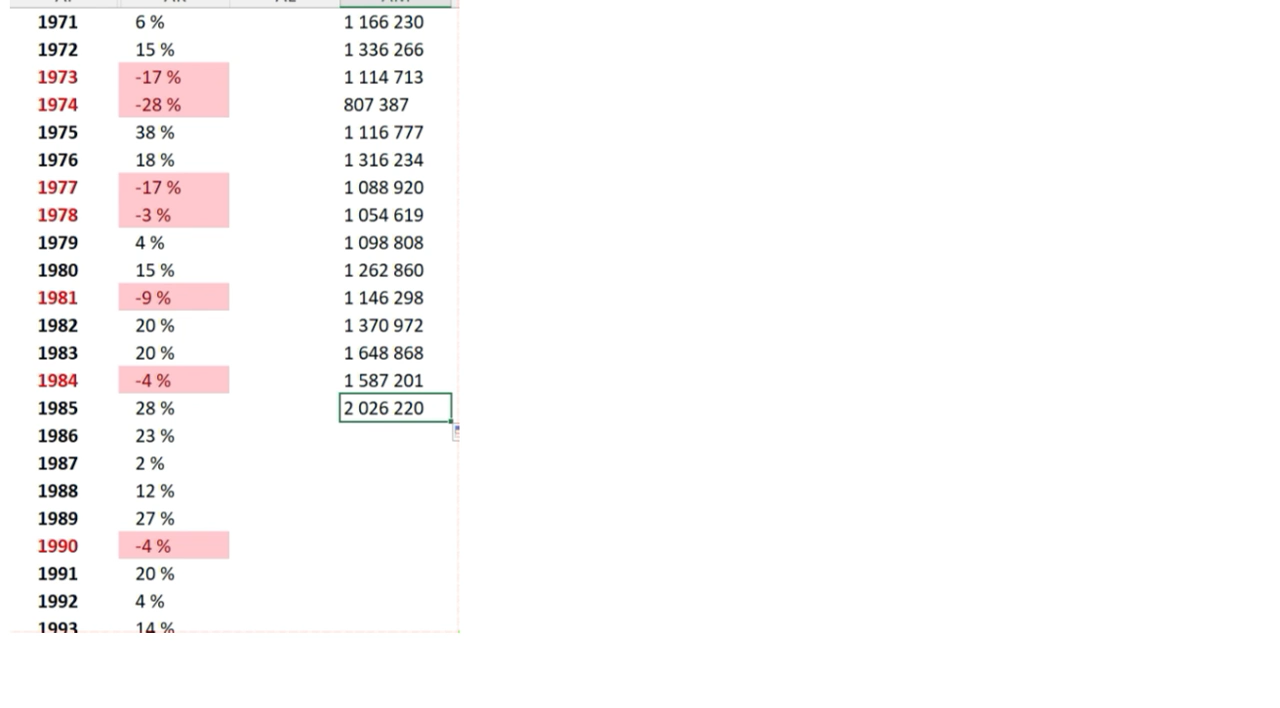 1971 6 % 1 166 230
1972 15 % 1 336 266
1973 -17 % 1 114 713
1974 -28 % 807 387
1975 38 % 1 116 777
1976 18 % 1 316 234
1977 -17 % 1 088 920
1978 -3 % 1 054 619
1979 4 % 1 098 808
1980 15 % 1 262 860
1981 -9 % 1 146 298
1982 20 % 1 370 972
1983 20 % 1 648 868
1984 -4 % 1 587 201
1985 28 % 2 026 220
1986 23 %
1987 2 %
1988 12 %
1989 27 %
1990 -4 %
1991 20 %
1992 4 %
1993 14 %